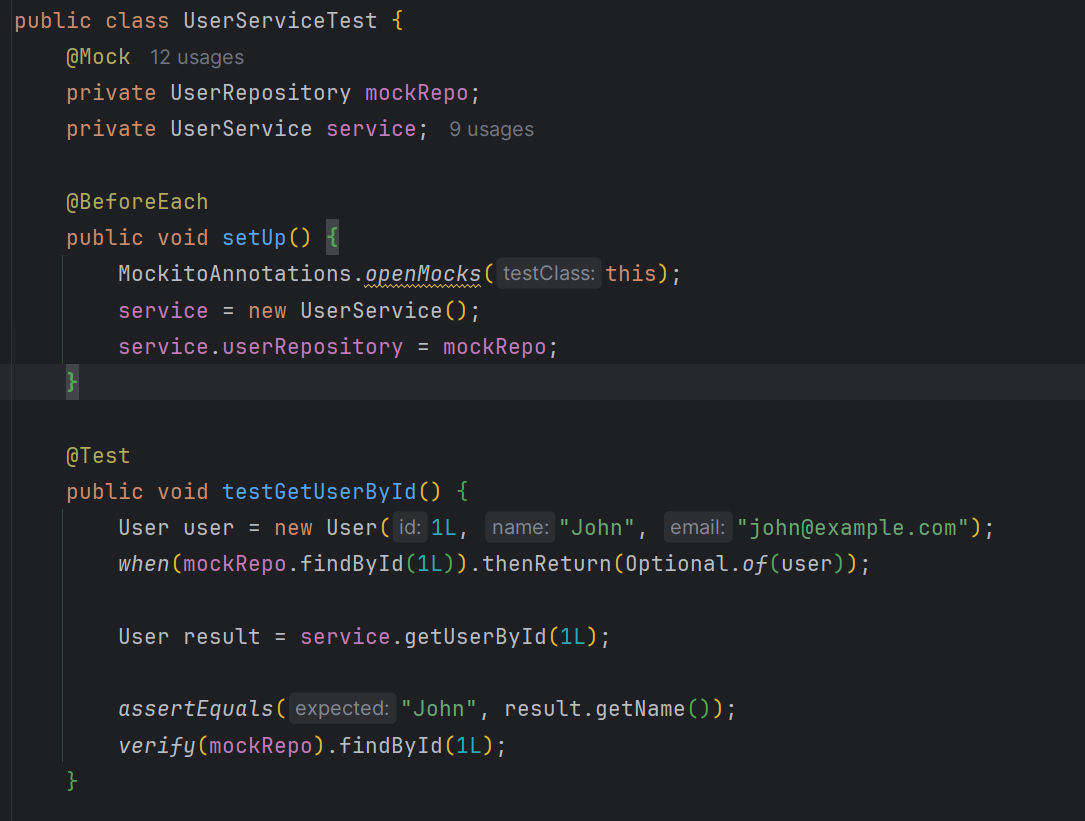 public class UserServiceTest {
    @Mock 12 usages
    private UserRepository mockRepo;
    private UserService service; 9 usages

    @BeforeEach
    public void setUp() {
        MockitoAnnotations.openMocks( testClass: this);
        service = new UserService();
        service.userRepository = mockRepo;
    }

    @Test
    public void testGetUserById() {
        User user = new User( id: 1L, name: "John", email: "john@example.com");
        when(mockRepo.findById(1L)).thenReturn(Optional.of(user));

        User result = service.getUserById(1L);

        assertEquals( expected: "John", result.getName());
        verify(mockRepo).findById(1L);
    }